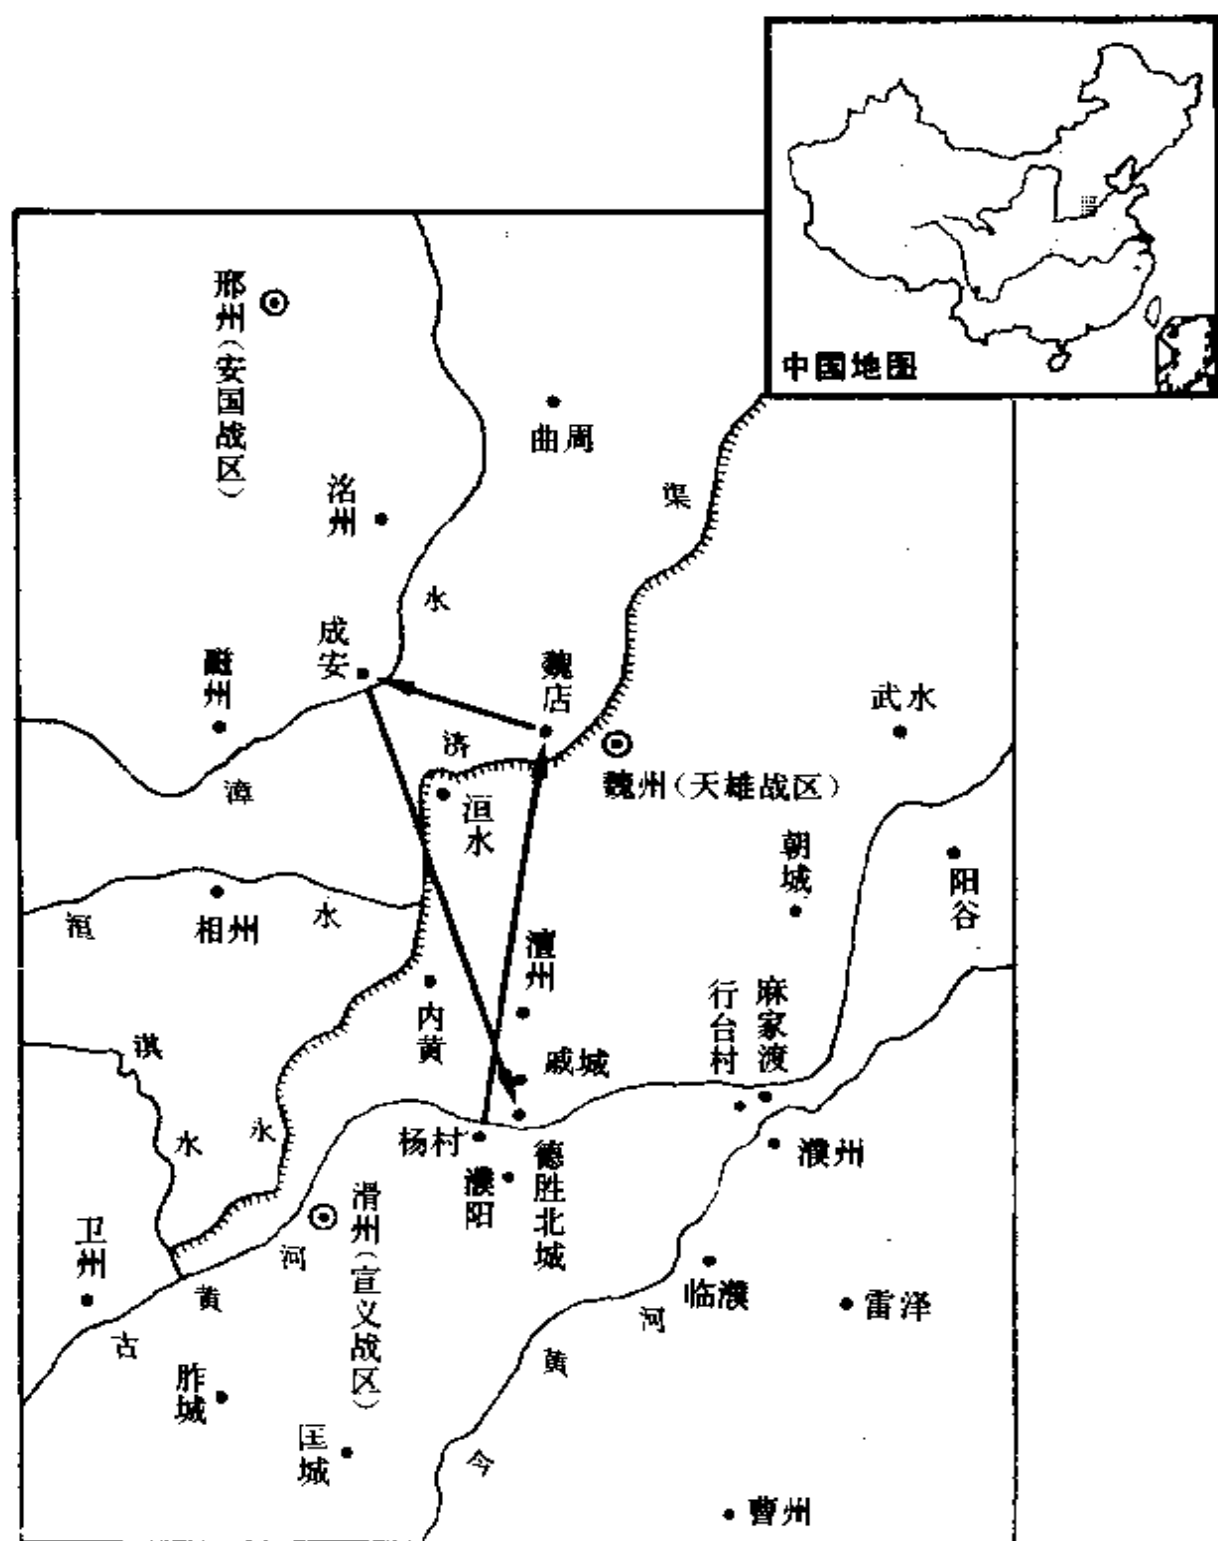 中国地图
邢州（安国战区）
曲周
洺州
渠
水
成安
磁州
魏店
武水
济
魏州（天雄战区）
漳
洹水
朝城
阳谷
洹
相州
水
澶州
内黄
行台村
麻家渡
淇
戚城
水
永
杨村
濮州
濮阳
德胜北城
滑州（宣义战区）
卫州
河
黄
古
临濮
雷泽
河
黄
胙城
匡城
今
曹州